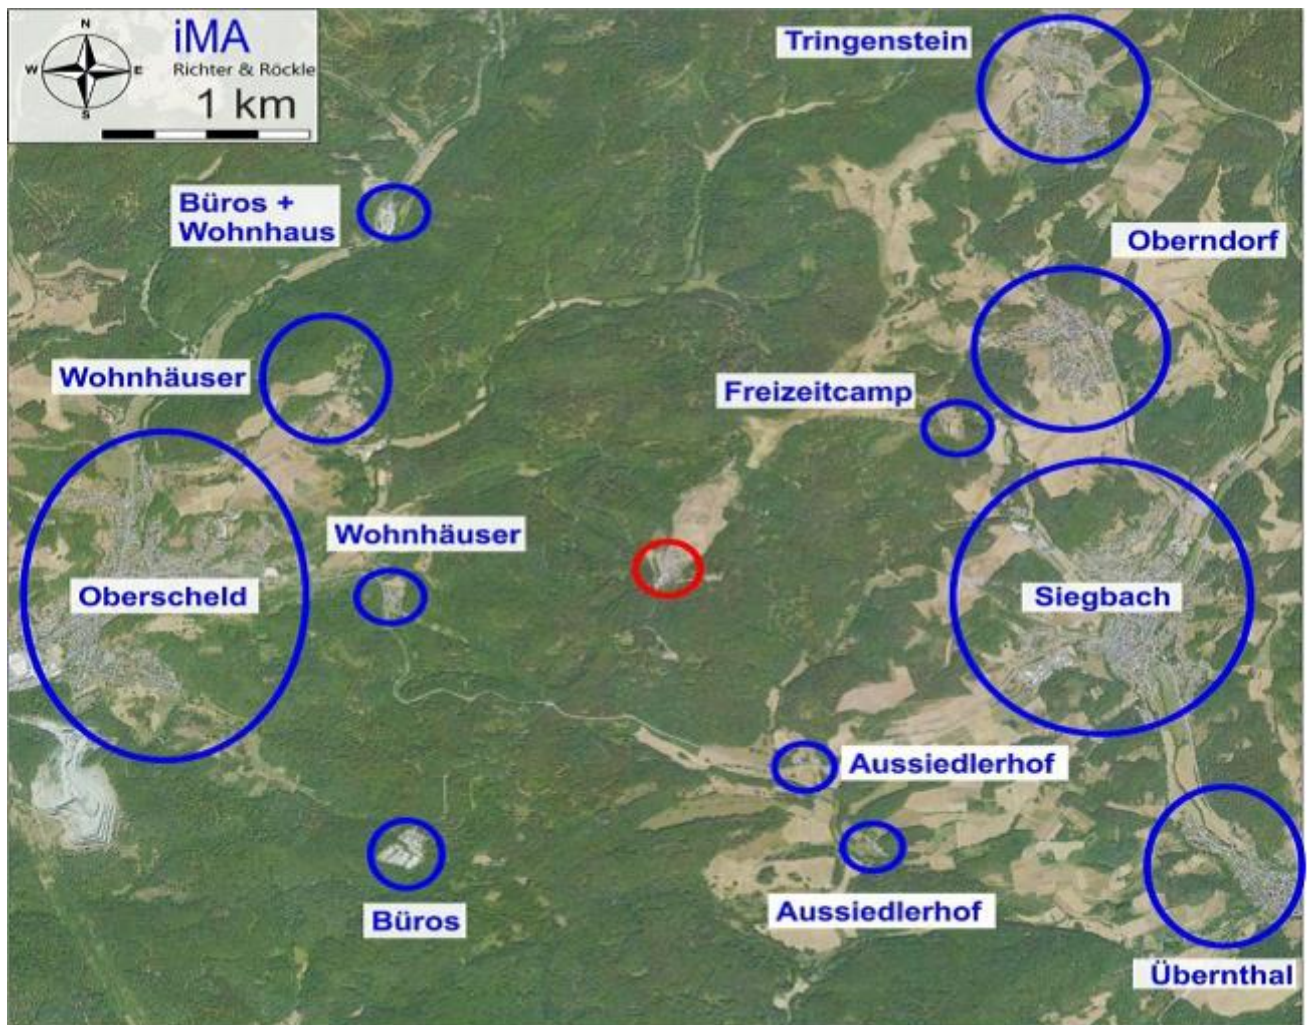 N
W
E
S
iMA
Richter & Röckle
1 km
Tringenstein
Büros +
Wohnhaus
Oberndorf
Wohnhäuser
Freizeitcamp
Wohnhäuser
Oberscheld
Siegbach
Aussiedlerhof
Büros
Aussiedlerhof
Übernthal